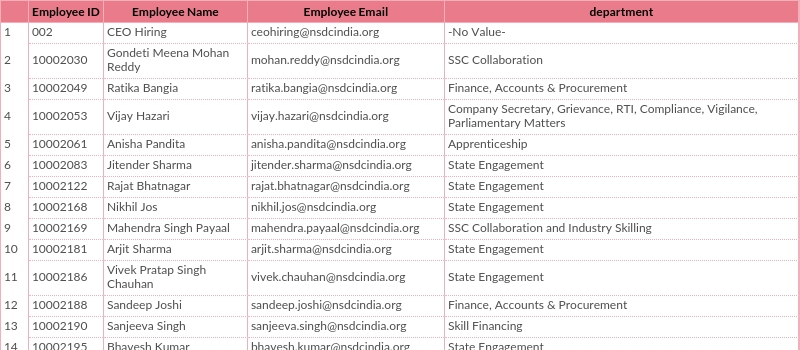 Employee ID Employee Name Employee Email department
1 002 CEO Hiring ceohiring@nsdcindia.org -No Value-
2 10002030 Gondeti Meena Mohan Reddy mohan.reddy@nsdcindia.org SSC Collaboration
3 10002049 Ratika Bangia ratika.bangia@nsdcindia.org Finance, Accounts & Procurement
4 10002053 Vijay Hazari vijay.hazari@nsdcindia.org Company Secretary, Grievance, RTI, Compliance, Vigilance, Parliamentary Matters
5 10002061 Anisha Pandita anisha.pandita@nsdcindia.org Apprenticeship
6 10002083 Jitender Sharma jitender.sharma@nsdcindia.org State Engagement
7 10002122 Rajat Bhatnagar rajat.bhatnagar@nsdcindia.org State Engagement
8 10002168 Nikhil Jos nikhil.jos@nsdcindia.org State Engagement
9 10002169 Mahendra Singh Payaal mahendra.payaal@nsdcindia.org SSC Collaboration and Industry Skilling
10 10002181 Arjit Sharma arjit.sharma@nsdcindia.org State Engagement
11 10002186 Vivek Pratap Singh Chauhan vivek.chauhan@nsdcindia.org State Engagement
12 10002188 Sandeep Joshi sandeep.joshi@nsdcindia.org Finance, Accounts & Procurement
13 10002190 Sanjeeva Singh sanjeeva.singh@nsdcindia.org Skill Financing
14 10002195 Bhavesh Kumar bhavesh.kumar@nsdcindia.org State Engagement